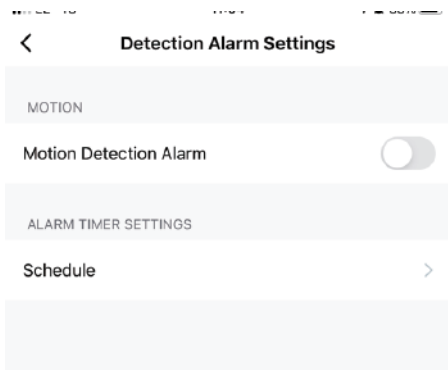 Detection Alarm Settings
MOTION
Motion Detection Alarm
ALARM TIMER SETTINGS
Schedule